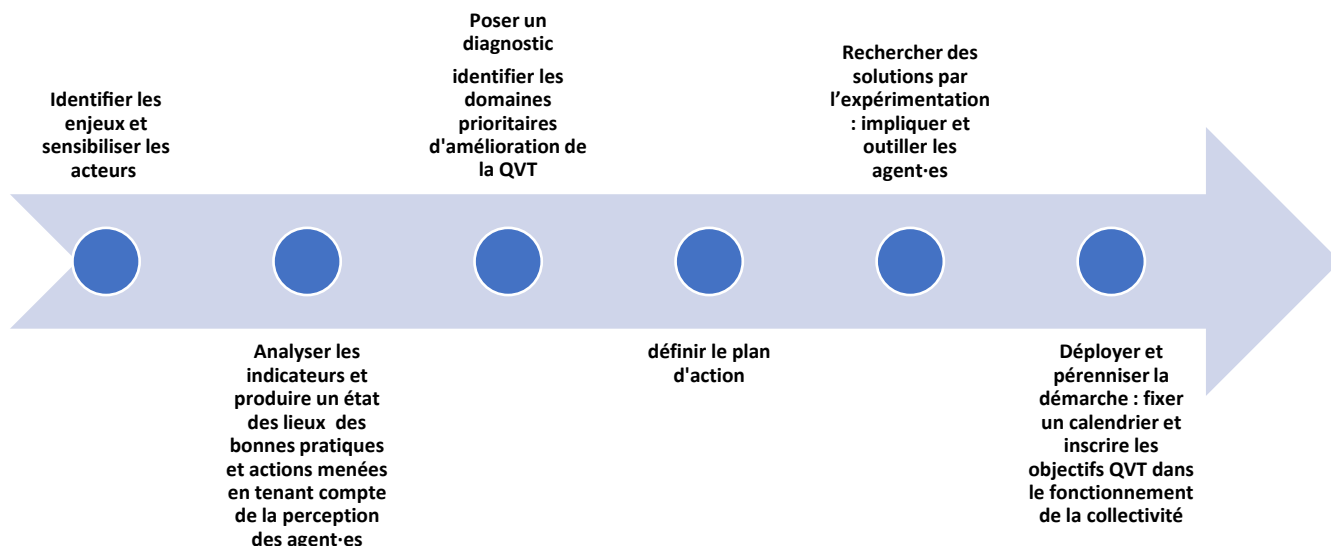 Identifier les
enjeux et
sensibiliser les
acteurs
Analyser les
indicateurs et
produire un état
des lieux  des
bonnes pratiques
et actions menées
en tenant compte
de la perception
des agent·es
Poser un
diagnostic
identifier les
domaines
prioritaires
d'amélioration de
la QVT
définir le plan
d'action
Rechercher des
solutions par
l’expérimentation
: impliquer et
outiller les
agent·es
Déployer et
pérenniser la
démarche : fixer
un calendrier et
inscrire les
objectifs QVT dans
le fonctionnement
de la collectivité